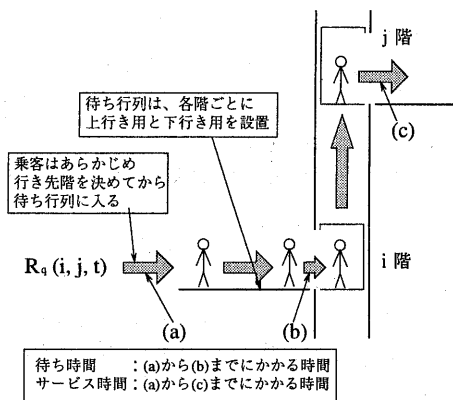 j 階
(c)
待ち行列は、各階ごとに
上行き用と下行き用を設置
乗客はあらかじめ
行き先階を決めてから
待ち行列に入る
Rq (i, j, t)
i 階
(a)
(b)
待ち時間 : (a)から(b)までにかかる時間
サービス時間 : (a)から(c)までにかかる時間